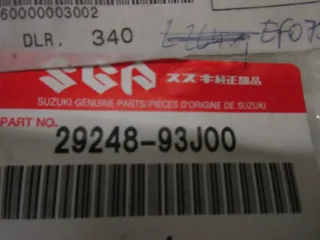 60000003002
DLR. 340
SGP スズキ純正部品
SUZUKI GENUINE PARTS/PIÈCES D'ORIGINE DE SUZUKI
PART NO.
29248-93J00